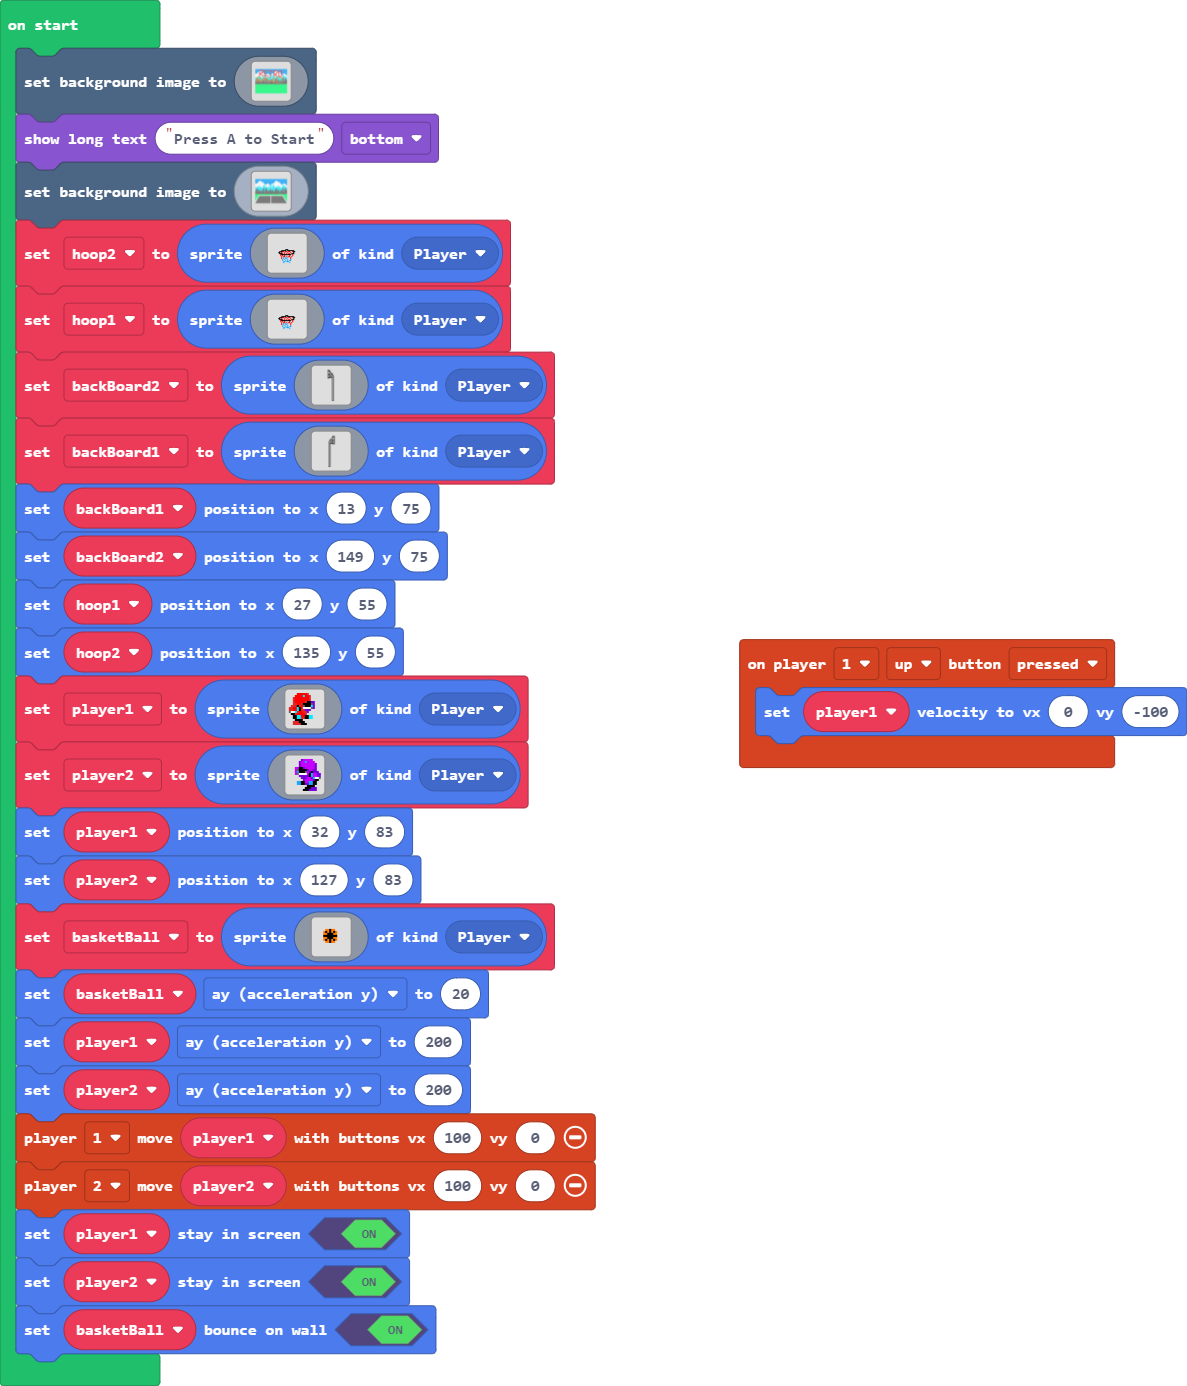 on start
set background image to
show long text "Press A to Start" bottom
set background image to
set hoop2 to sprite of kind Player
set hoop1 to sprite of kind Player
set backBoard2 to sprite of kind Player
set backBoard1 to sprite of kind Player
set backBoard1 position to x 13 y 75
set backBoard2 position to x 149 y 75
set hoop1 position to x 27 y 55
set hoop2 position to x 135 y 55
set player1 to sprite of kind Player
set player2 to sprite of kind Player
set player1 position to x 32 y 83
set player2 position to x 127 y 83
set basketBall to sprite of kind Player
set basketBall ay (acceleration y) to 20
set player1 ay (acceleration y) to 200
set player2 ay (acceleration y) to 200
player 1 move player1 with buttons vx 100 vy 0
player 2 move player2 with buttons vx 100 vy 0
set player1 stay in screen ON
set player2 stay in screen ON
set basketBall bounce on wall ON
on player 1 up button pressed
set player1 velocity to vx 0 vy -100